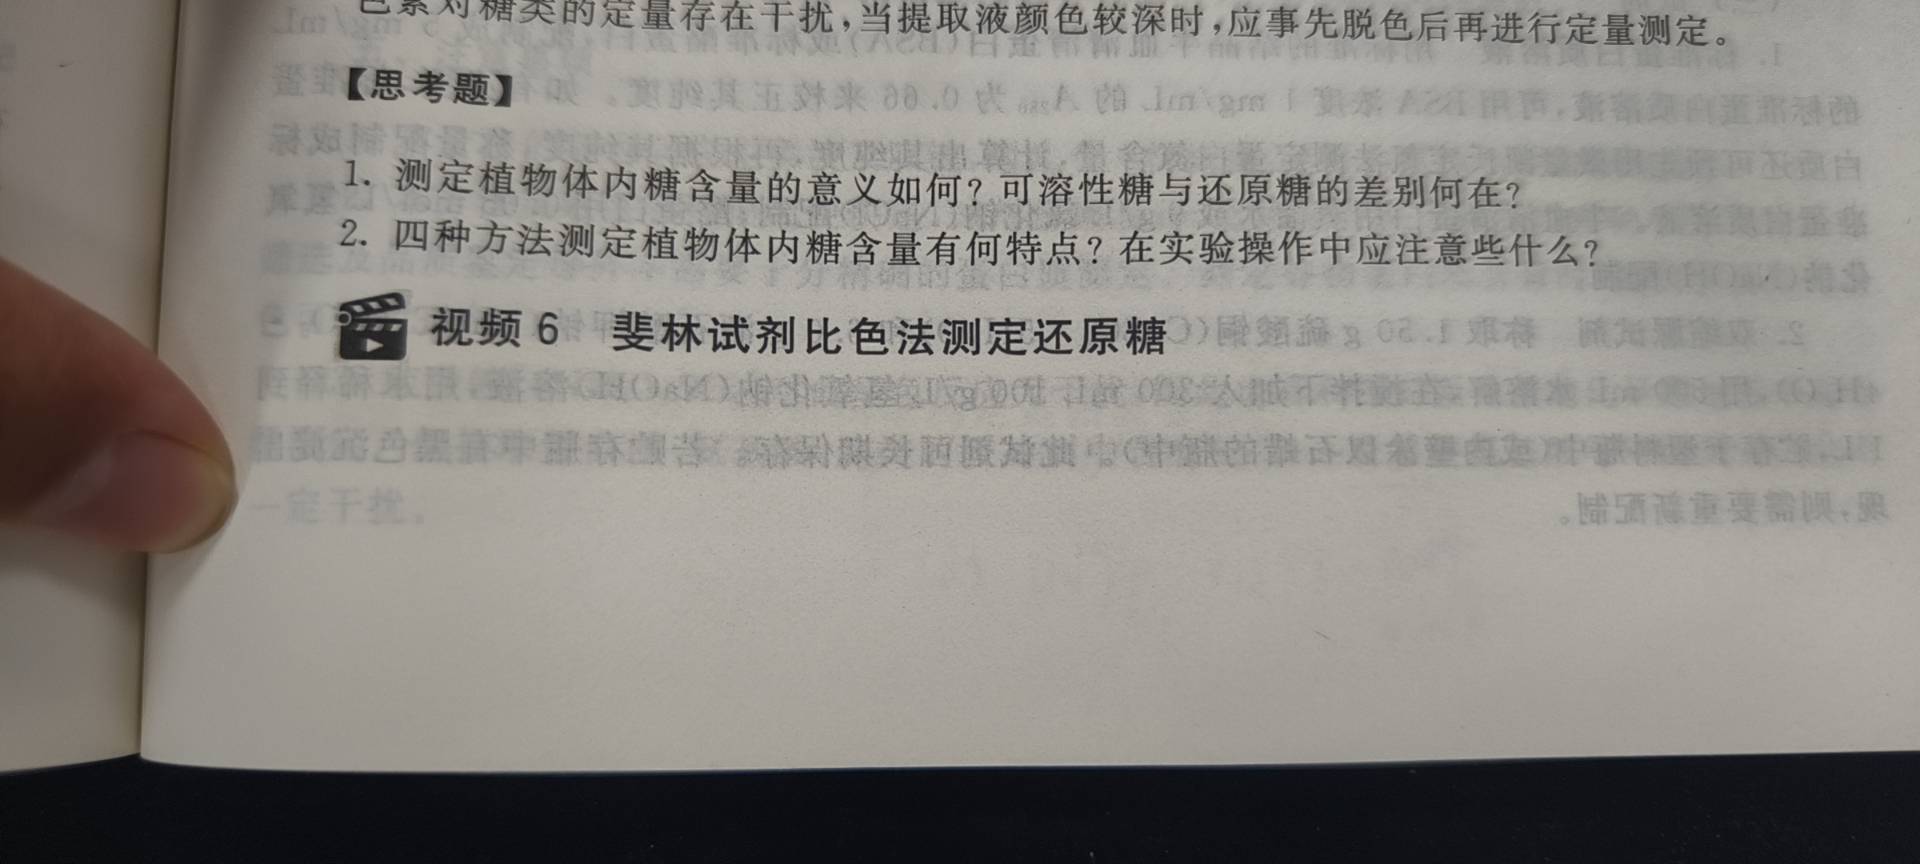 色素对糖类的定量存在干扰,当提取液颜色较深时,应事先脱色后再进行定量测定。
【思考题】
1. 测定植物体内糖含量的意义如何? 可溶性糖与还原糖的差别何在?
2. 四种方法测定植物体内糖含量有何特点? 在实验操作中应注意些什么?
视频 6 斐林试剂比色法测定还原糖